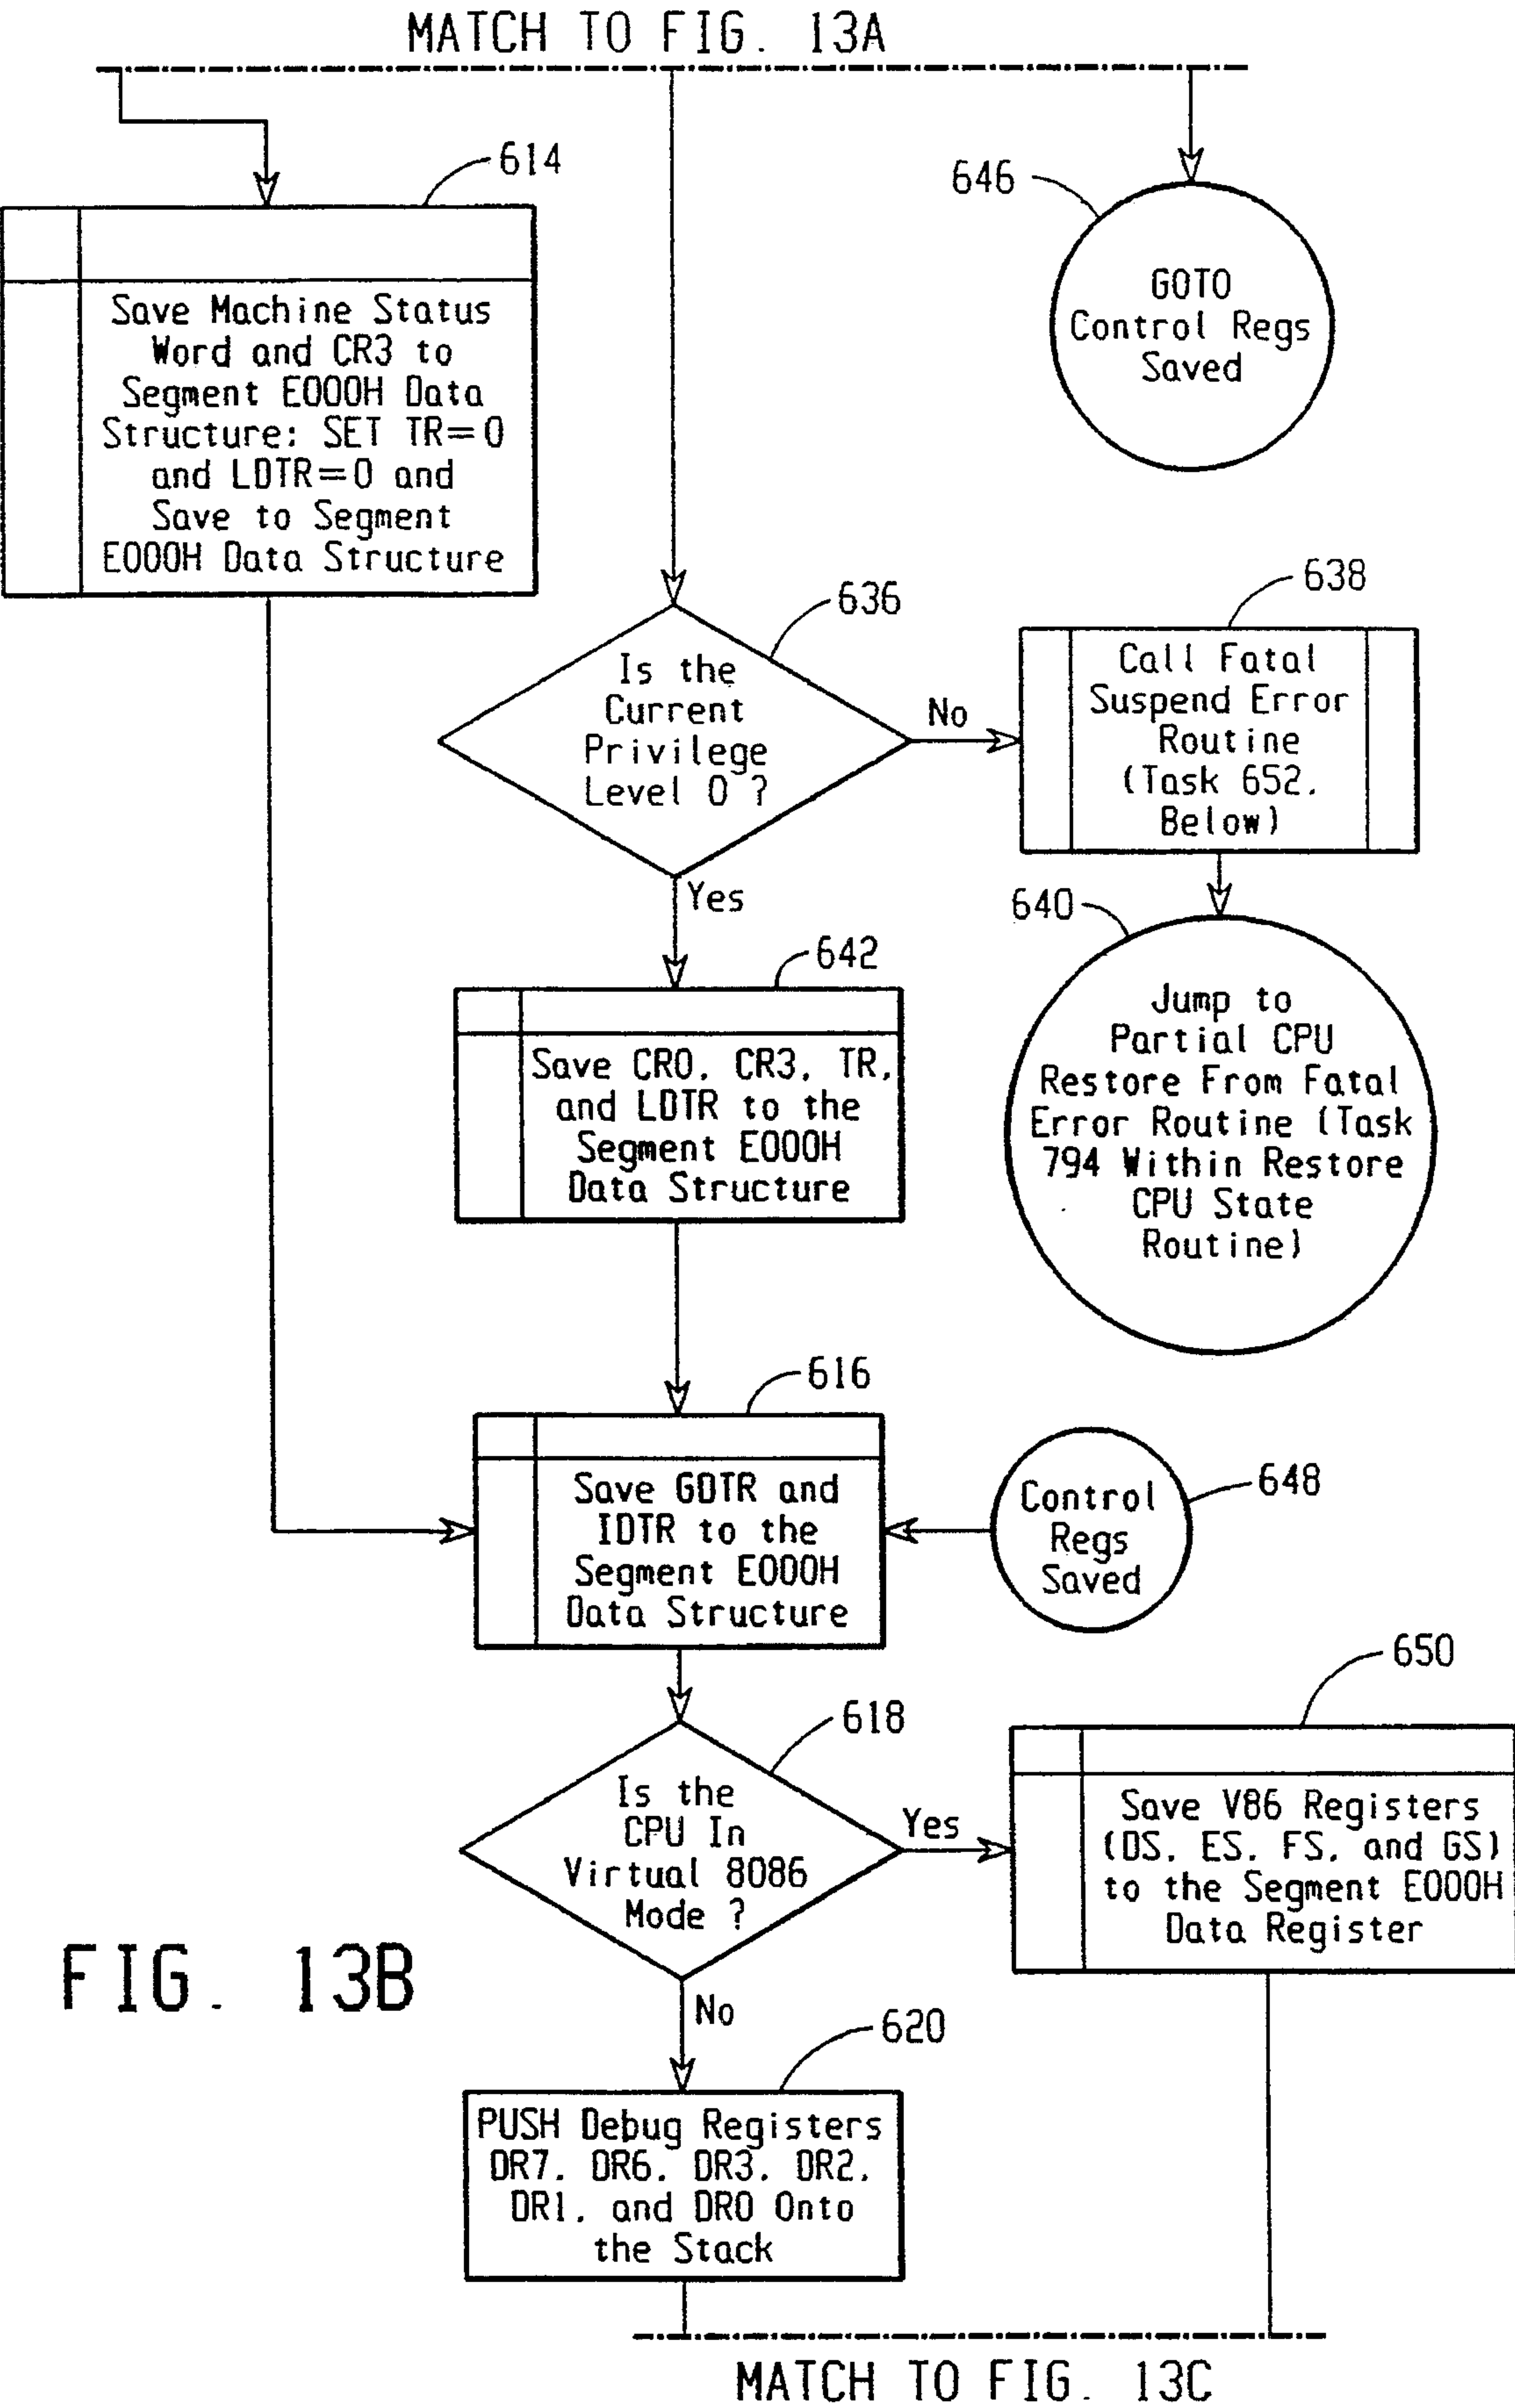 MATCH TO FIG. 13A
614
646
GOTO
Control Regs
Saved
Save Machine Status
Word and CR3 to
Segment E000H Data
Structure; SET TR=0
and LDTR=0 and
Save to Segment
E000H Data Structure
636
638
Is the
Current
Privilege
Level 0 ?
No
Call Fatal
Suspend Error
Routine
(Task 652,
Below)
Yes
640
642
Jump to
Partial CPU
Restore From Fatal
Error Routine (Task
794 Within Restore
CPU State
Routine)
Save CR0, CR3, TR,
and LDTR to the
Segment E000H
Data Structure
616
Save GDTR and
IDTR to the
Segment E000H
Data Structure
648
Control
Regs
Saved
650
618
Is the
CPU In
Virtual 8086
Mode ?
Yes
Save V86 Registers
(DS, ES, FS, and GS)
to the Segment E000H
Data Register
FIG. 13B
No
620
PUSH Debug Registers
DR7, DR6, DR3, DR2,
DR1, and DR0 Onto
the Stack
MATCH TO FIG. 13C